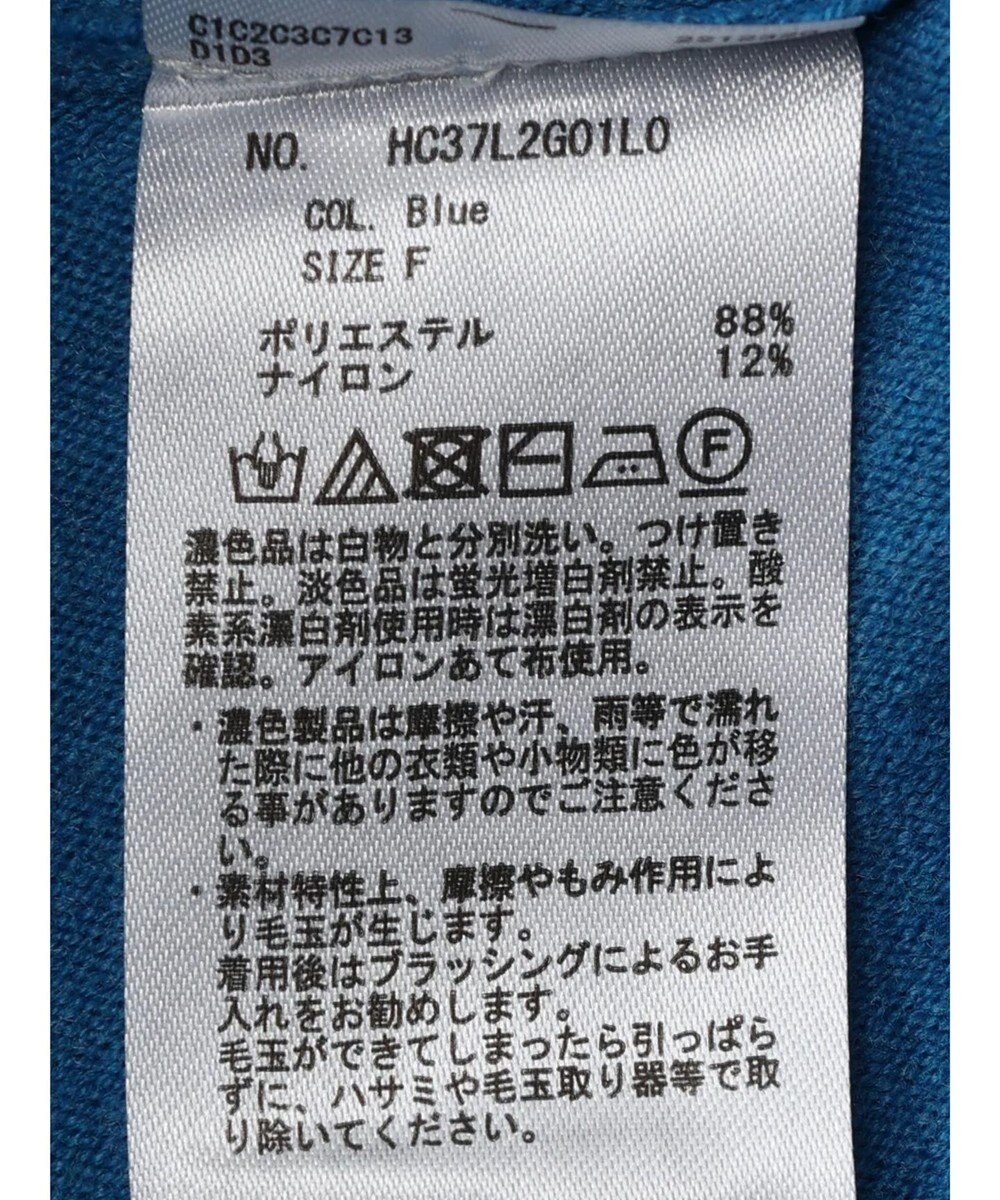 C1C2C3C7C13
D1D3
NO. HC37L2G01LO
COL. Blue
SIZE F
ポリエステル 88%
ナイロン 12%
F
濃色品は白物と分別洗い。つけ置き
禁止。淡色品は蛍光増白剤禁止。酸
素系漂白剤使用時は漂白剤の表示を
確認。アイロンあて布使用。
・濃色製品は摩擦や汗、雨等で濡れ
た際に他の衣類や小物類に色が移
る事がありますのでご注意くださ
い。
・素材特性上、摩擦やもみ作用によ
り毛玉が生じます。
着用後はブラッシングによるお手
入れをお勧めします。
毛玉ができてしまったら引っぱら
ずに、ハサミや毛玉取り器等で取
り除いてください。